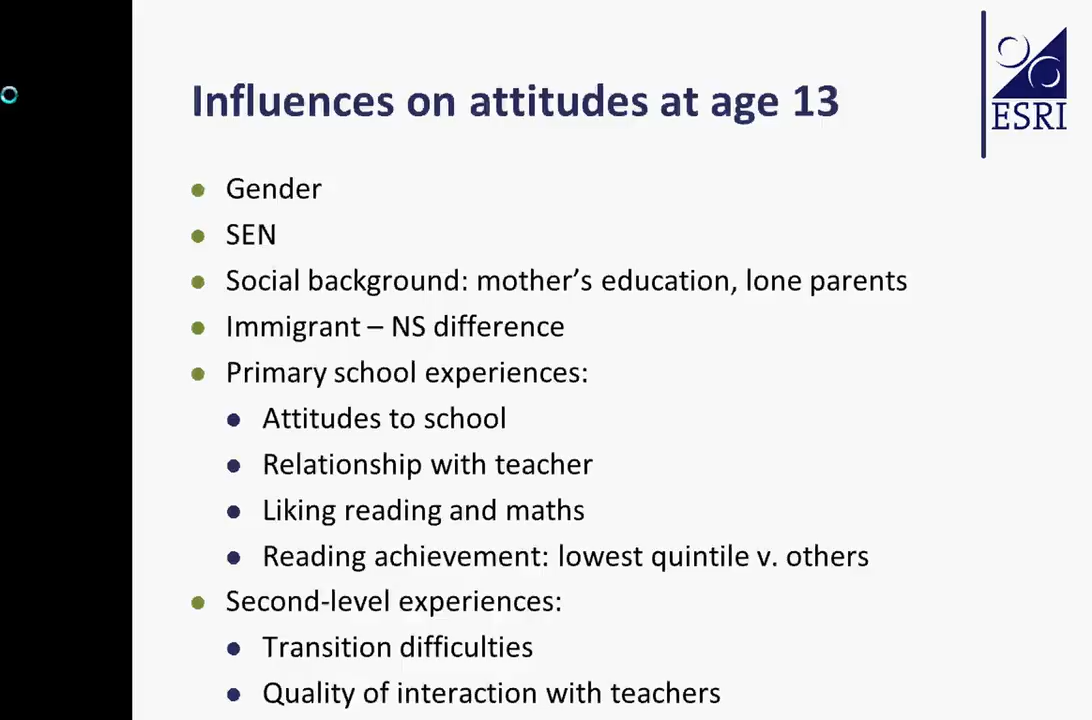 Influences on attitudes at age 13
ESRI
Gender
SEN
Social background: mother’s education, lone parents
Immigrant – NS difference
Primary school experiences:
Attitudes to school
Relationship with teacher
Liking reading and maths
Reading achievement: lowest quintile v. others
Second-level experiences:
Transition difficulties
Quality of interaction with teachers